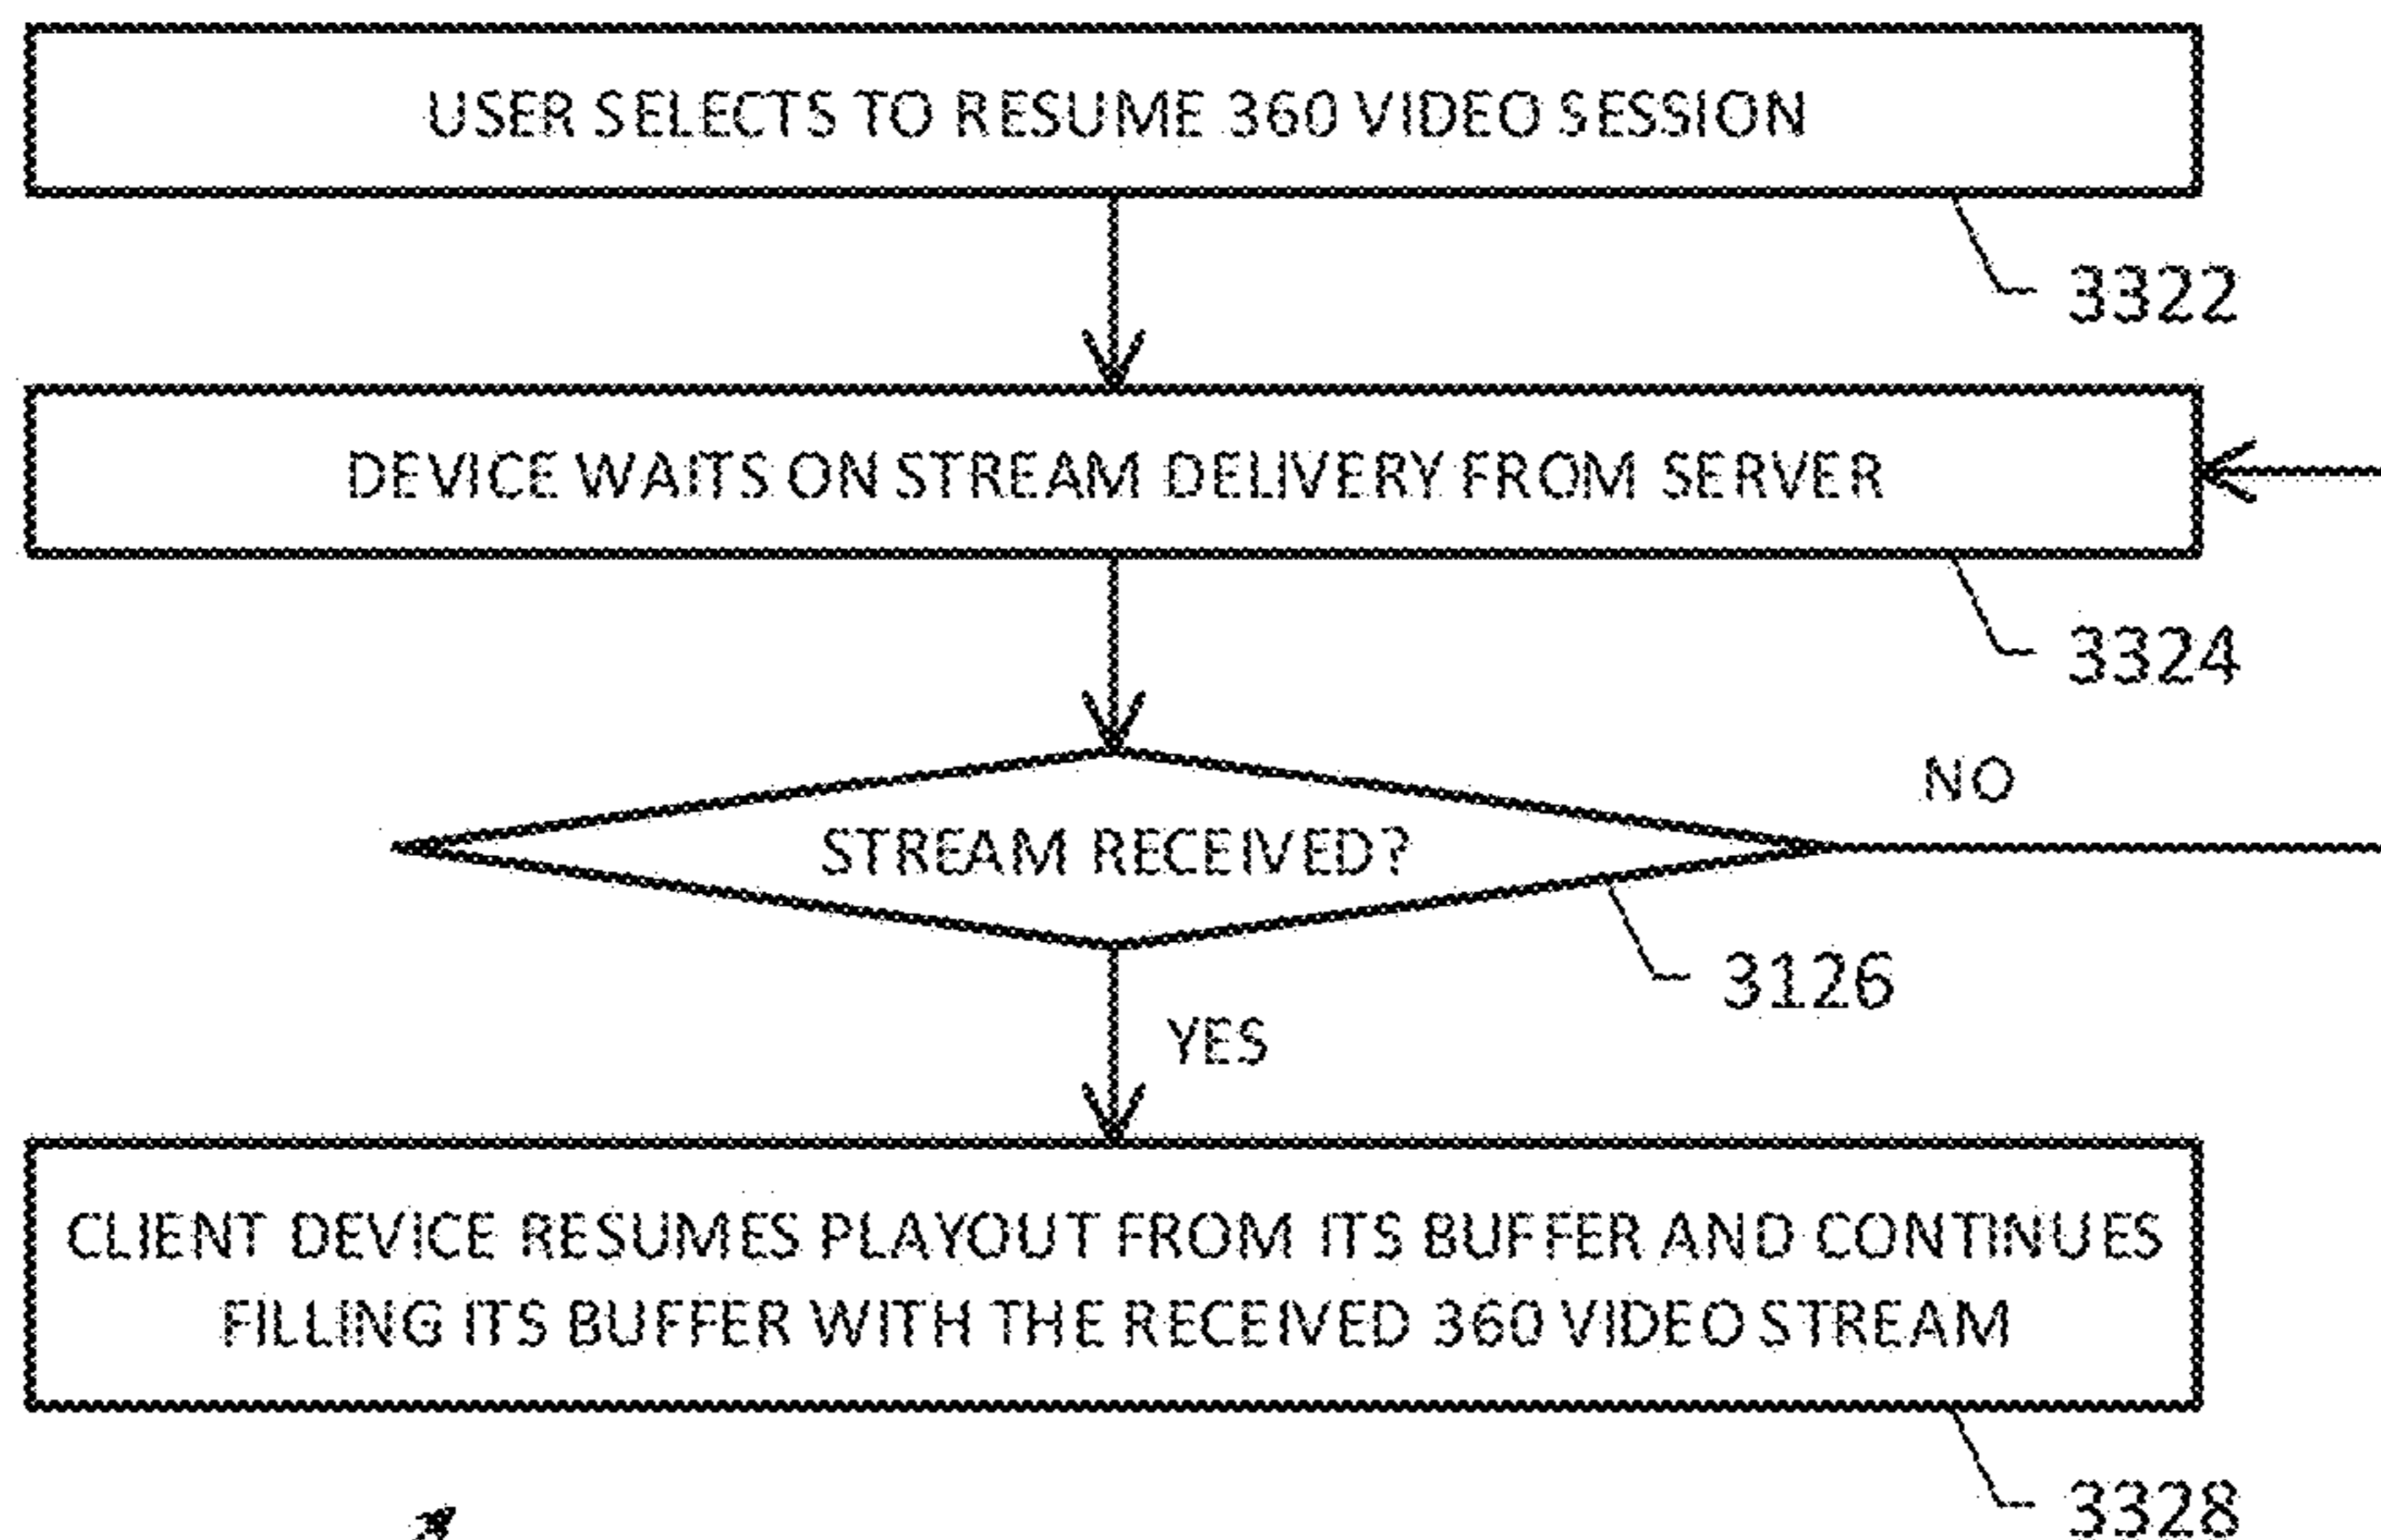 USER SELECTS TO RESUME 360 VIDEO SESSION
3322
DEVICE WAITS ON STREAM DELIVERY FROM SERVER
3324
NO
STREAM RECEIVED?
3126
YES
CLIENT DEVICE RESUMES PLAYOUT FROM ITS BUFFER AND CONTINUES
FILLING ITS BUFFER WITH THE RECEIVED 360 VIDEO STREAM
3328